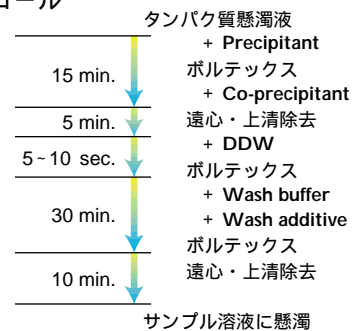 コール
タンパク質懸濁液
+ Precipitant
15 min.
ボルテックス
+ Co-precipitant
5 min.
遠心・上清除去
+ DDW
5~10 sec.
ボルテックス
+ Wash buffer
30 min.
+ Wash additive
ボルテックス
10 min.
遠心・上清除去
サンプル溶液に懸濁